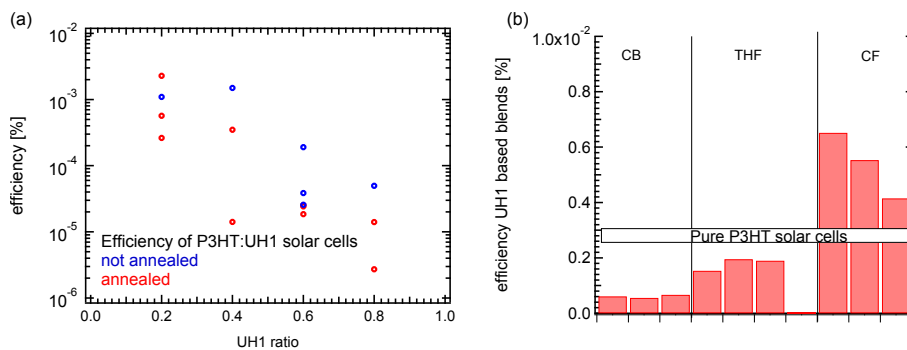 (a)
10^-2
10^-3
10^-4
10^-5
10^-6
efficiency [%]
Efficiency of P3HT:UH1 solar cells
not annealed
annealed
0.0 0.2 0.4 0.6 0.8 1.0
UH1 ratio
(b)
1.0x10^-2
0.8
0.6
0.4
0.2
0.0
efficiency UH1 based blends [%]
CB THF CF
Pure P3HT solar cells